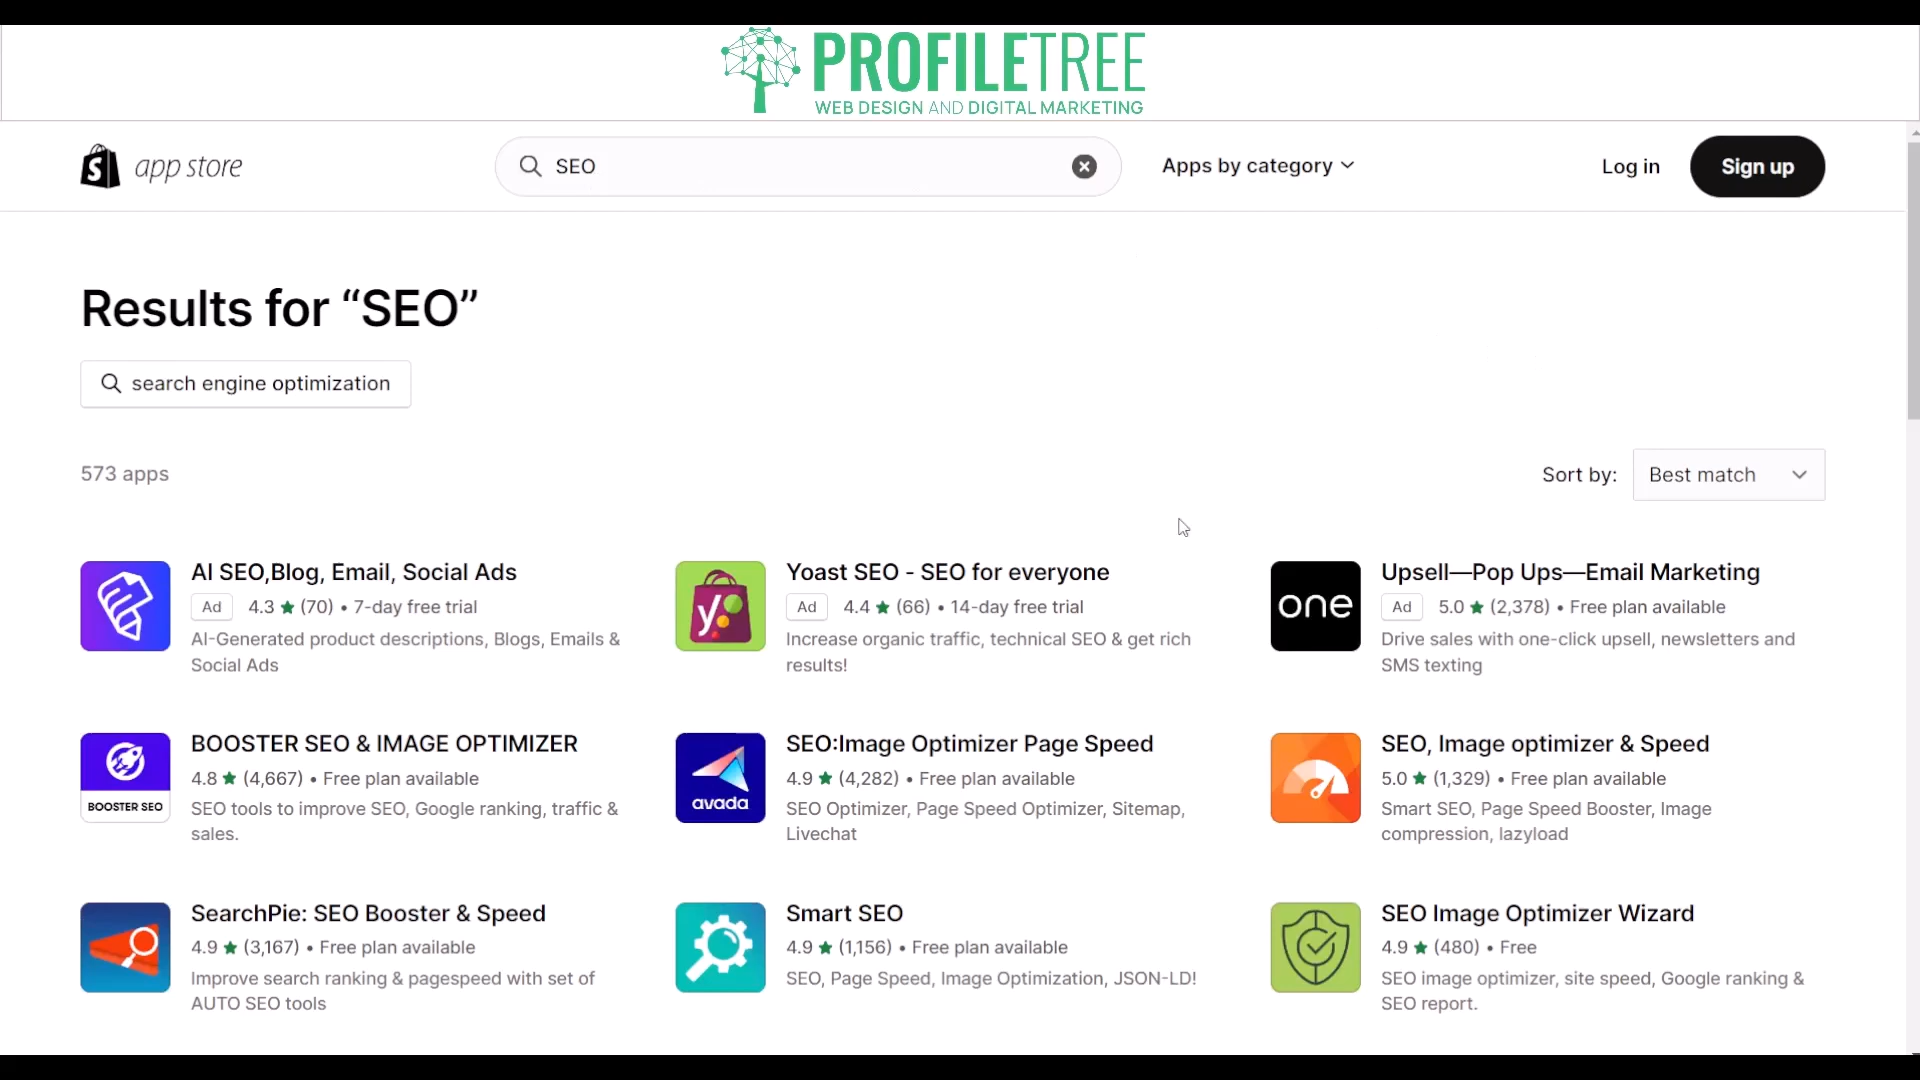 PROFILETREE
WEB DESIGN AND DIGITAL MARKETING
app store
SEO
Apps by category
Log in
Sign up
Results for “SEO”
search engine optimization
573 apps
Sort by:
Best match
AI SEO,Blog, Email, Social Ads
Ad 4.3 ★ (70) • 7-day free trial
AI-Generated product descriptions, Blogs, Emails &
Social Ads
Yoast SEO - SEO for everyone
Ad 4.4 ★ (66) • 14-day free trial
Increase organic traffic, technical SEO & get rich
results!
one
Upsell—Pop Ups—Email Marketing
Ad 5.0 ★ (2,378) • Free plan available
Drive sales with one-click upsell, newsletters and
SMS texting
BOOSTER SEO
BOOSTER SEO & IMAGE OPTIMIZER
4.8 ★ (4,667) • Free plan available
SEO tools to improve SEO, Google ranking, traffic &
sales.
avada
SEO:Image Optimizer Page Speed
4.9 ★ (4,282) • Free plan available
SEO Optimizer, Page Speed Optimizer, Sitemap,
Livechat
SEO, Image optimizer & Speed
5.0 ★ (1,329) • Free plan available
Smart SEO, Page Speed Booster, Image
compression, lazyload
SearchPie: SEO Booster & Speed
4.9 ★ (3,167) • Free plan available
Improve search ranking & pagespeed with set of
AUTO SEO tools
Smart SEO
4.9 ★ (1,156) • Free plan available
SEO, Page Speed, Image Optimization, JSON-LD!
SEO Image Optimizer Wizard
4.9 ★ (480) • Free
SEO image optimizer, site speed, Google ranking &
SEO report.